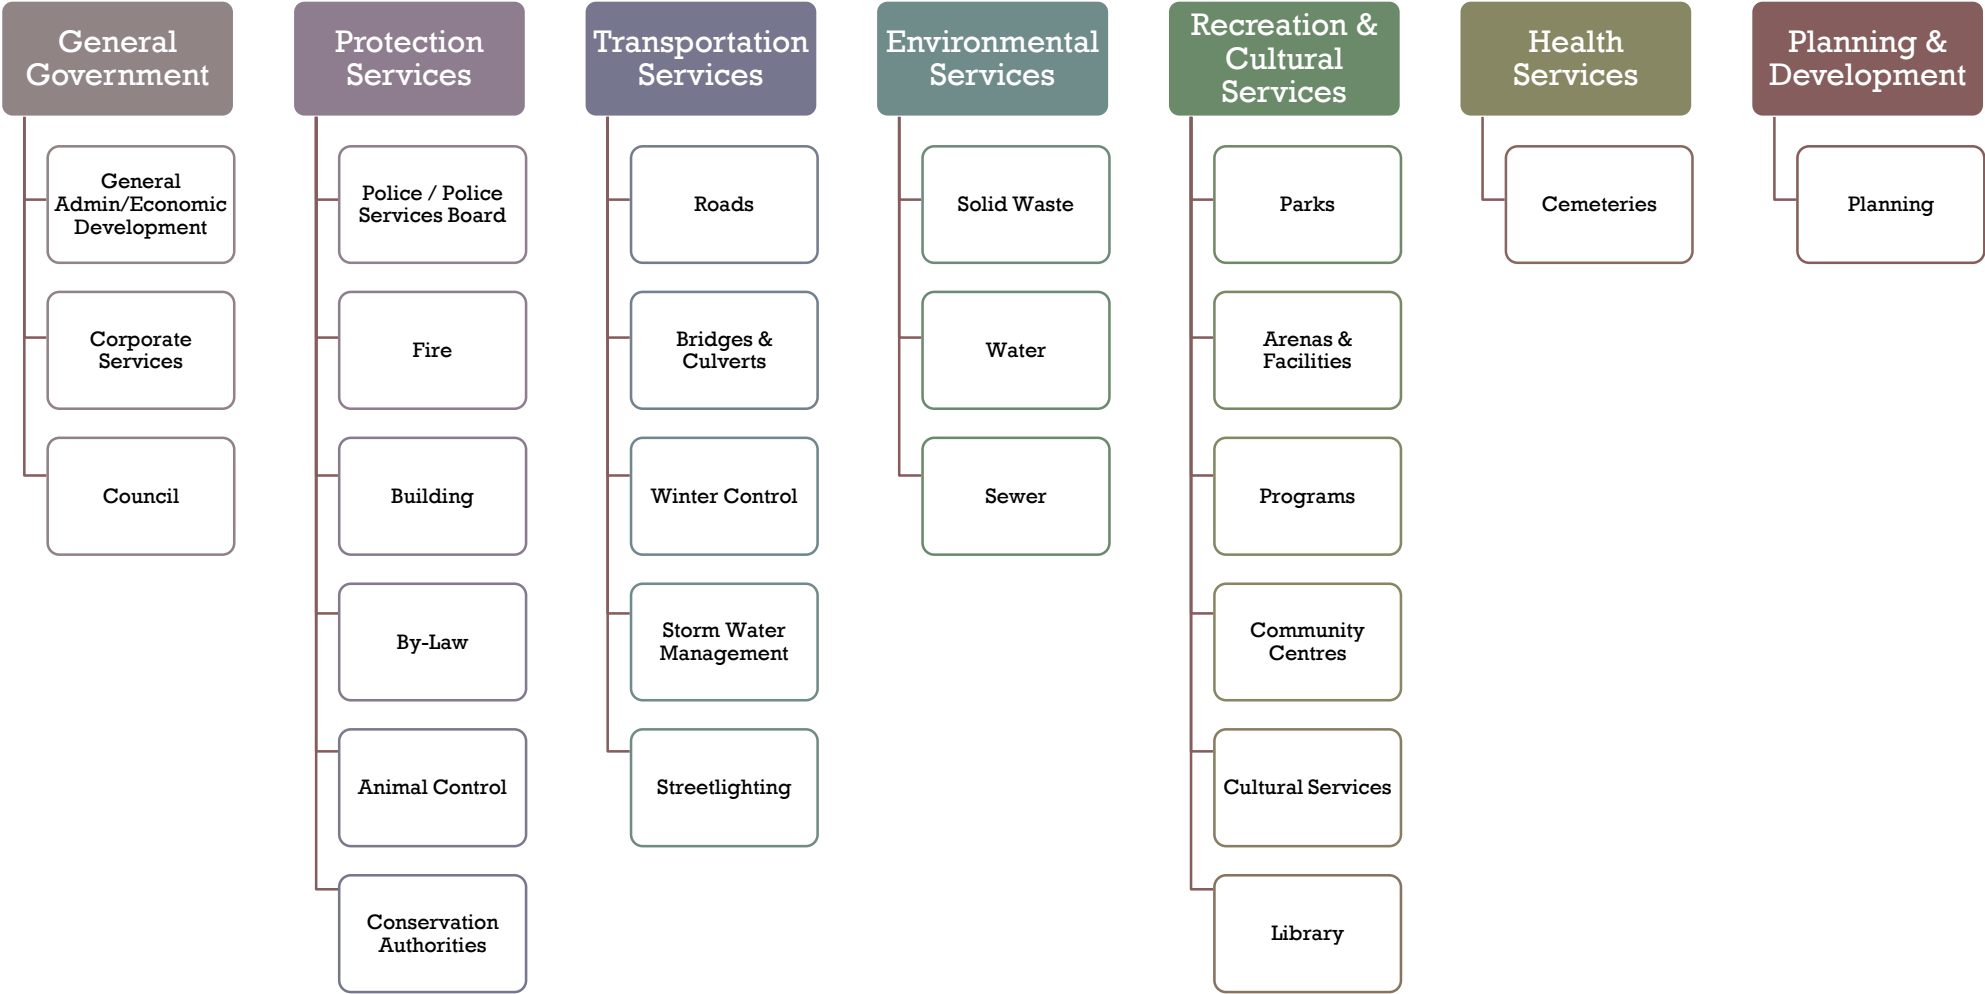 General
Government
General
Admin/Economic
Development
Corporate
Services
Council
Protection
Services
Police / Police
Services Board
Fire
Building
By-Law
Animal Control
Conservation
Authorities
Transportation
Services
Roads
Bridges &
Culverts
Winter Control
Storm Water
Management
Streetlighting
Environmental
Services
Solid Waste
Water
Sewer
Recreation &
Cultural
Services
Parks
Arenas &
Facilities
Programs
Community
Centres
Cultural Services
Library
Health
Services
Cemeteries
Planning &
Development
Planning